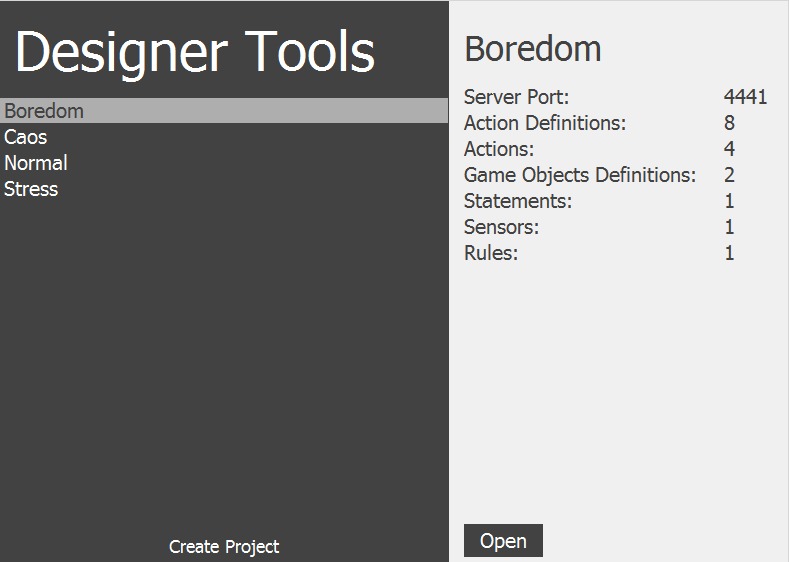 Designer Tools
Boredom
Caos
Normal
Stress
Create Project
Boredom
Server Port: 4441
Action Definitions: 8
Actions: 4
Game Objects Definitions: 2
Statements: 1
Sensors: 1
Rules: 1
Open